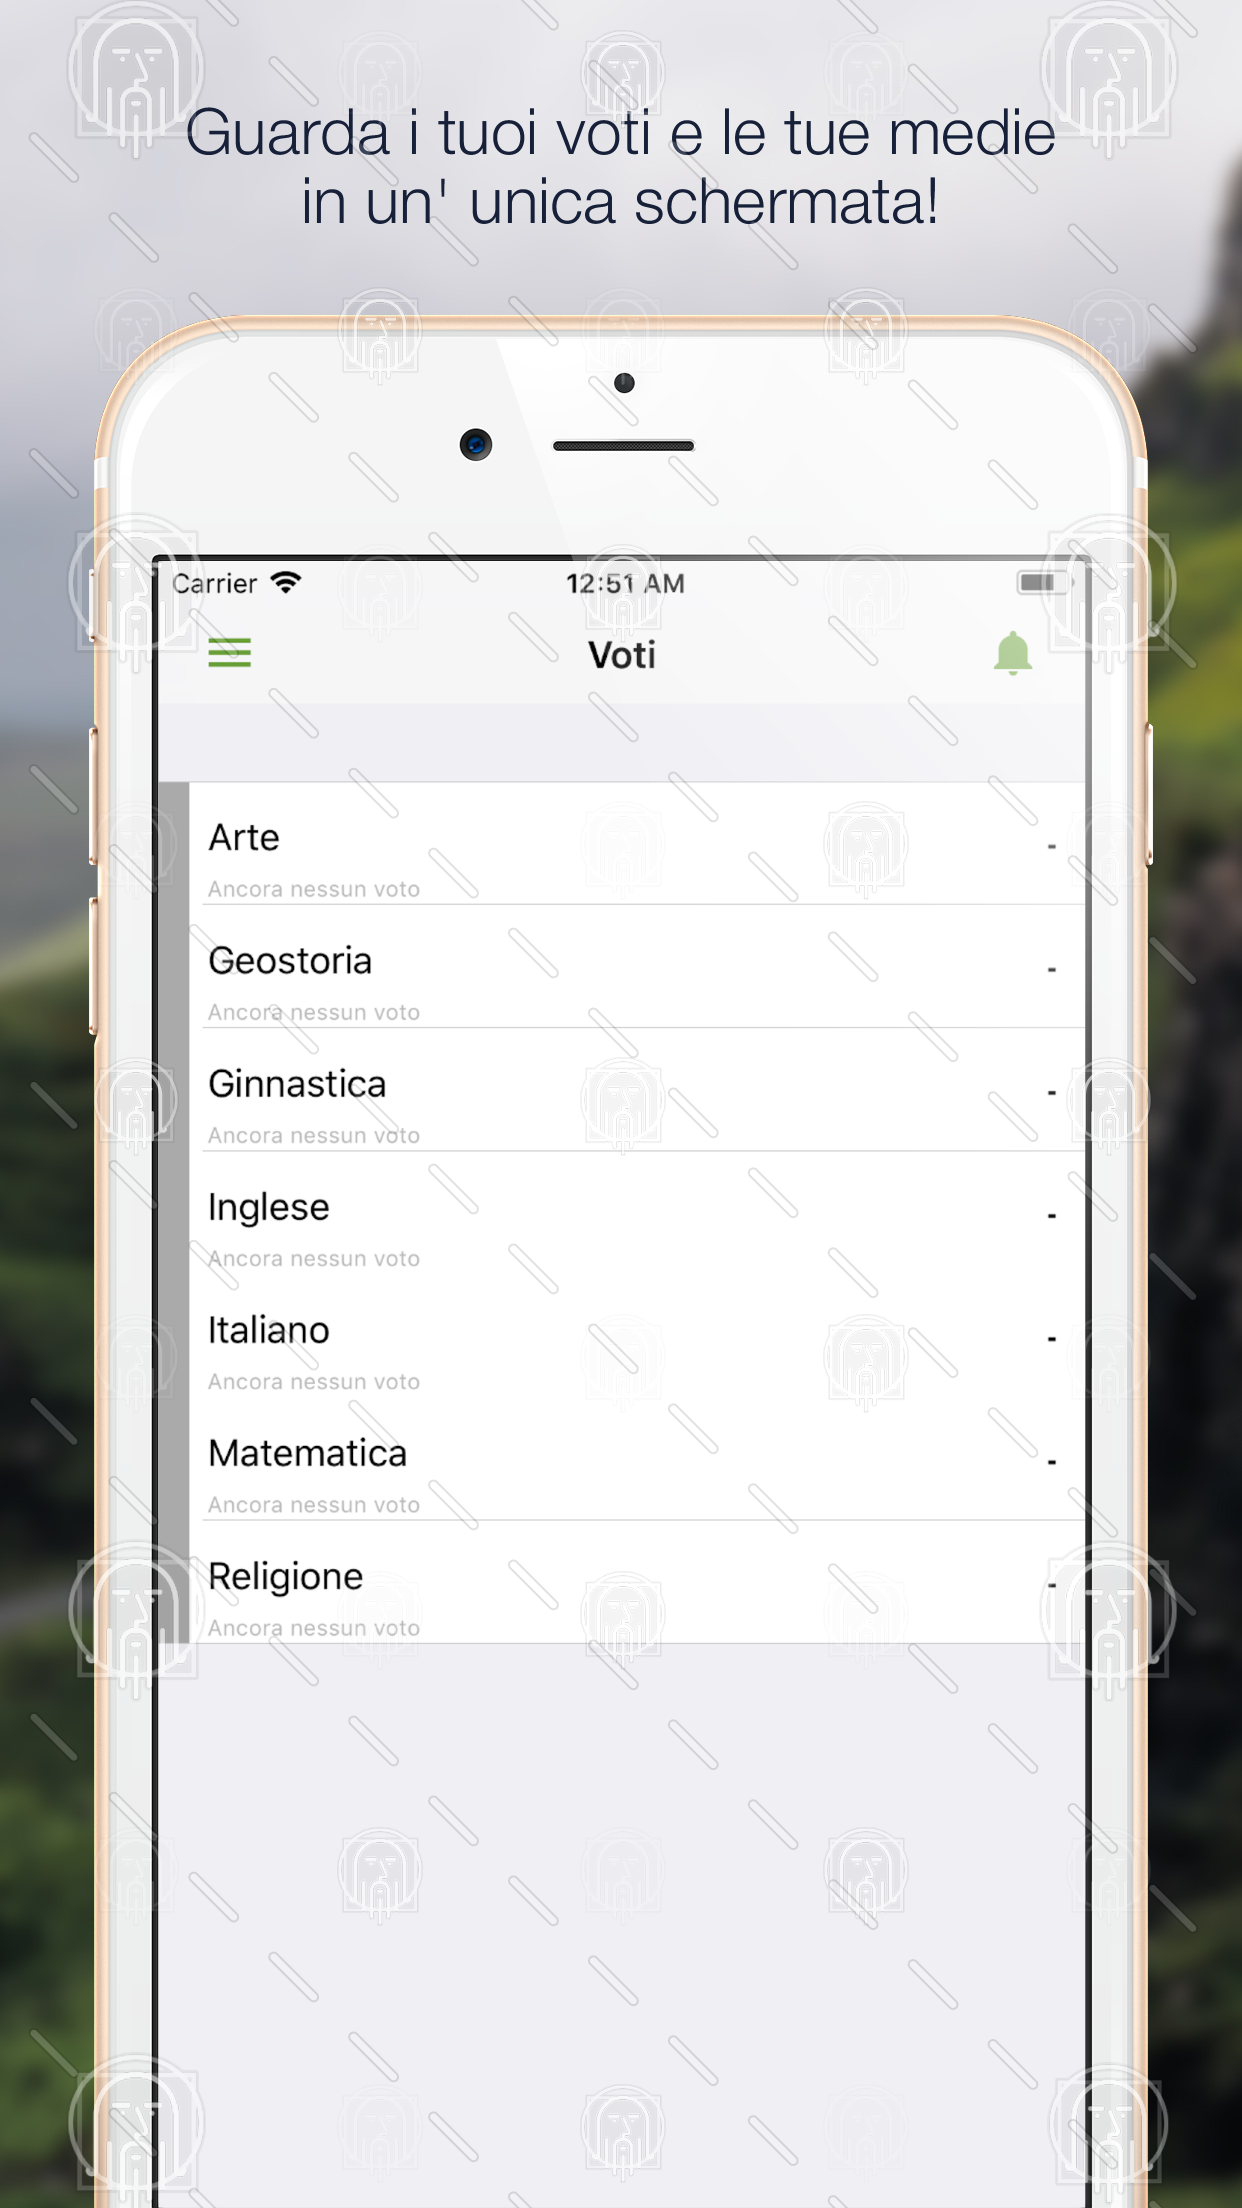 Guarda i tuoi voti e le tue medie
in un' unica schermata!
Carrier 12:51 AM
Voti
Arte -
Ancora nessun voto
Geostoria -
Ancora nessun voto
Ginnastica -
Ancora nessun voto
Inglese -
Ancora nessun voto
Italiano -
Ancora nessun voto
Matematica -
Ancora nessun voto
Religione -
Ancora nessun voto